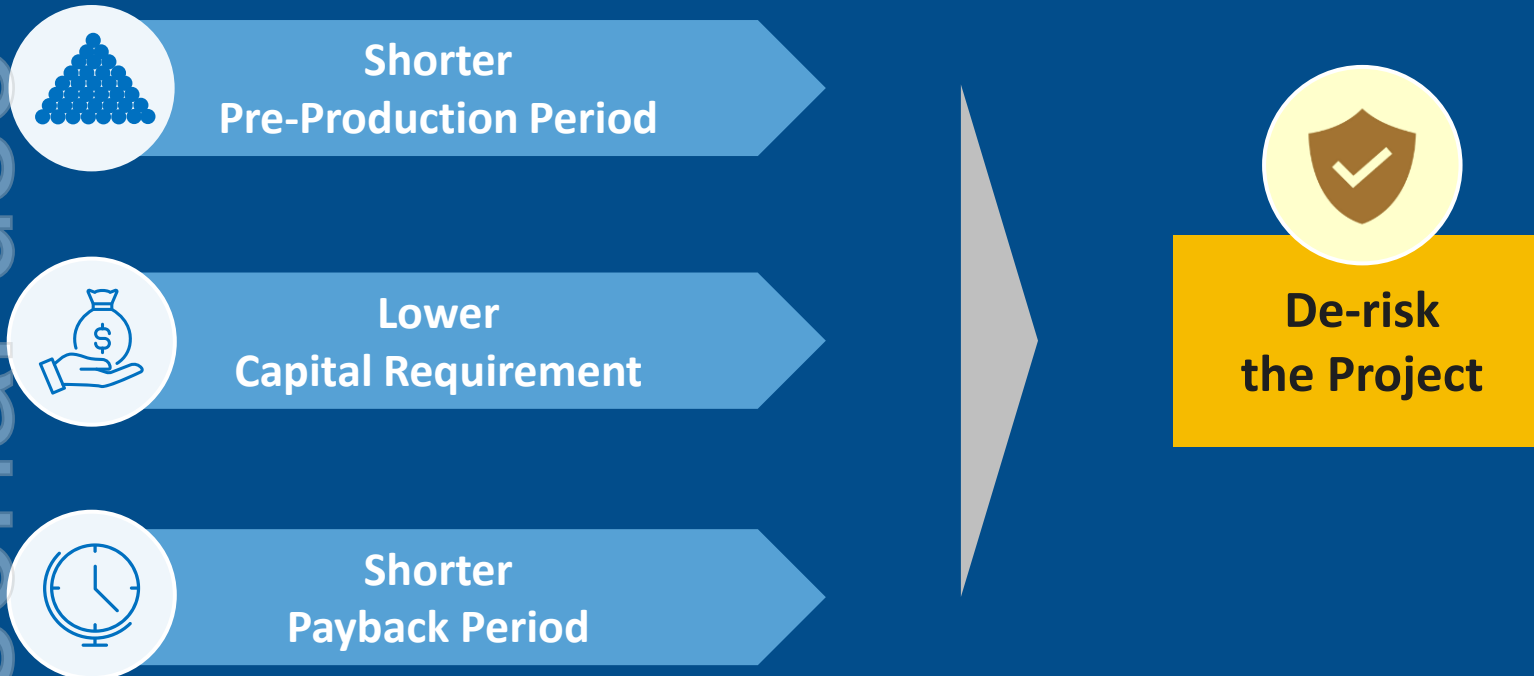 Shorter
Pre-Production Period
$
Lower
Capital Requirement
Shorter
Payback Period
De-risk
the Project